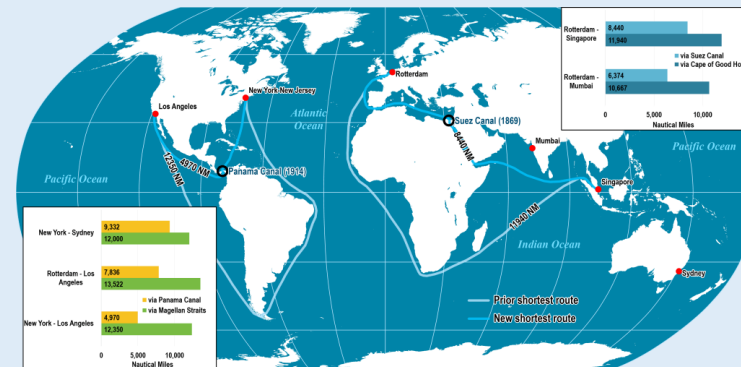 8,440
Rotterdam -
Singapore
11,940
via Suez Canal
via Cape of Good Ho
6,374
Rotterdam -
Mumbai
10,667
0
5,000
10,000
Nautical Miles
Rotterdam
New York New Jersey
Los Angeles
Atlantic
Ocean
Suez Canal (1869)
8440 NM
Mumbai
Pacific Ocean
4970 NM
12350 NM
Panama Canal (1914)
Pacific Ocean
Singapore
11940 NM
Indian Ocean
Sydney
9,332
New York - Sydney
12,000
7,836
Rotterdam - Los
Angeles
13,522
via Panama Canal
via Magellan Straits
4,970
New York - Los Angeles
12,350
0
5,000
10,000
Nautical Miles
Prior shortest route
New shortest route